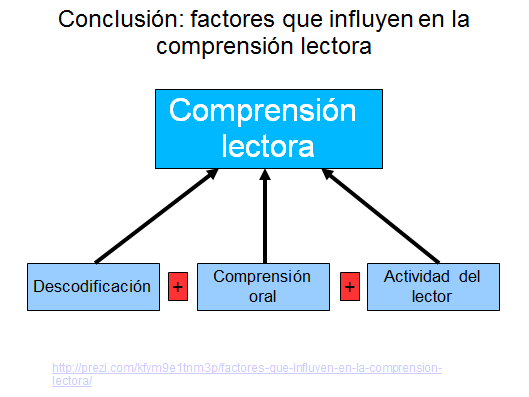 Conclusión: factores que influyen en la
comprensión lectora
Comprensión
lectora
Descodificación
+
Comprensión
oral
+
Actividad del
lector
http://prezi.com/kfym9e1tnm3p/factores-que-influyen-en-la-comprension-
lectora/